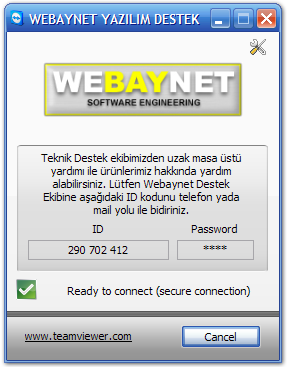 WEBAYNET YAZILIM DESTEK
WEBAYNET
SOFTWARE ENGINEERING
Teknik Destek ekibimizden uzak masa üstü
yardımı ile ürünlerimiz hakkında yardım
alabilirsiniz. Lütfen Webaynet Destek
Ekibine aşağıdaki ID kodunu telefon yada
mail yolu ile bidiriniz.
ID Password
290 702 412 ****
Ready to connect (secure connection)
www.teamviewer.com Cancel